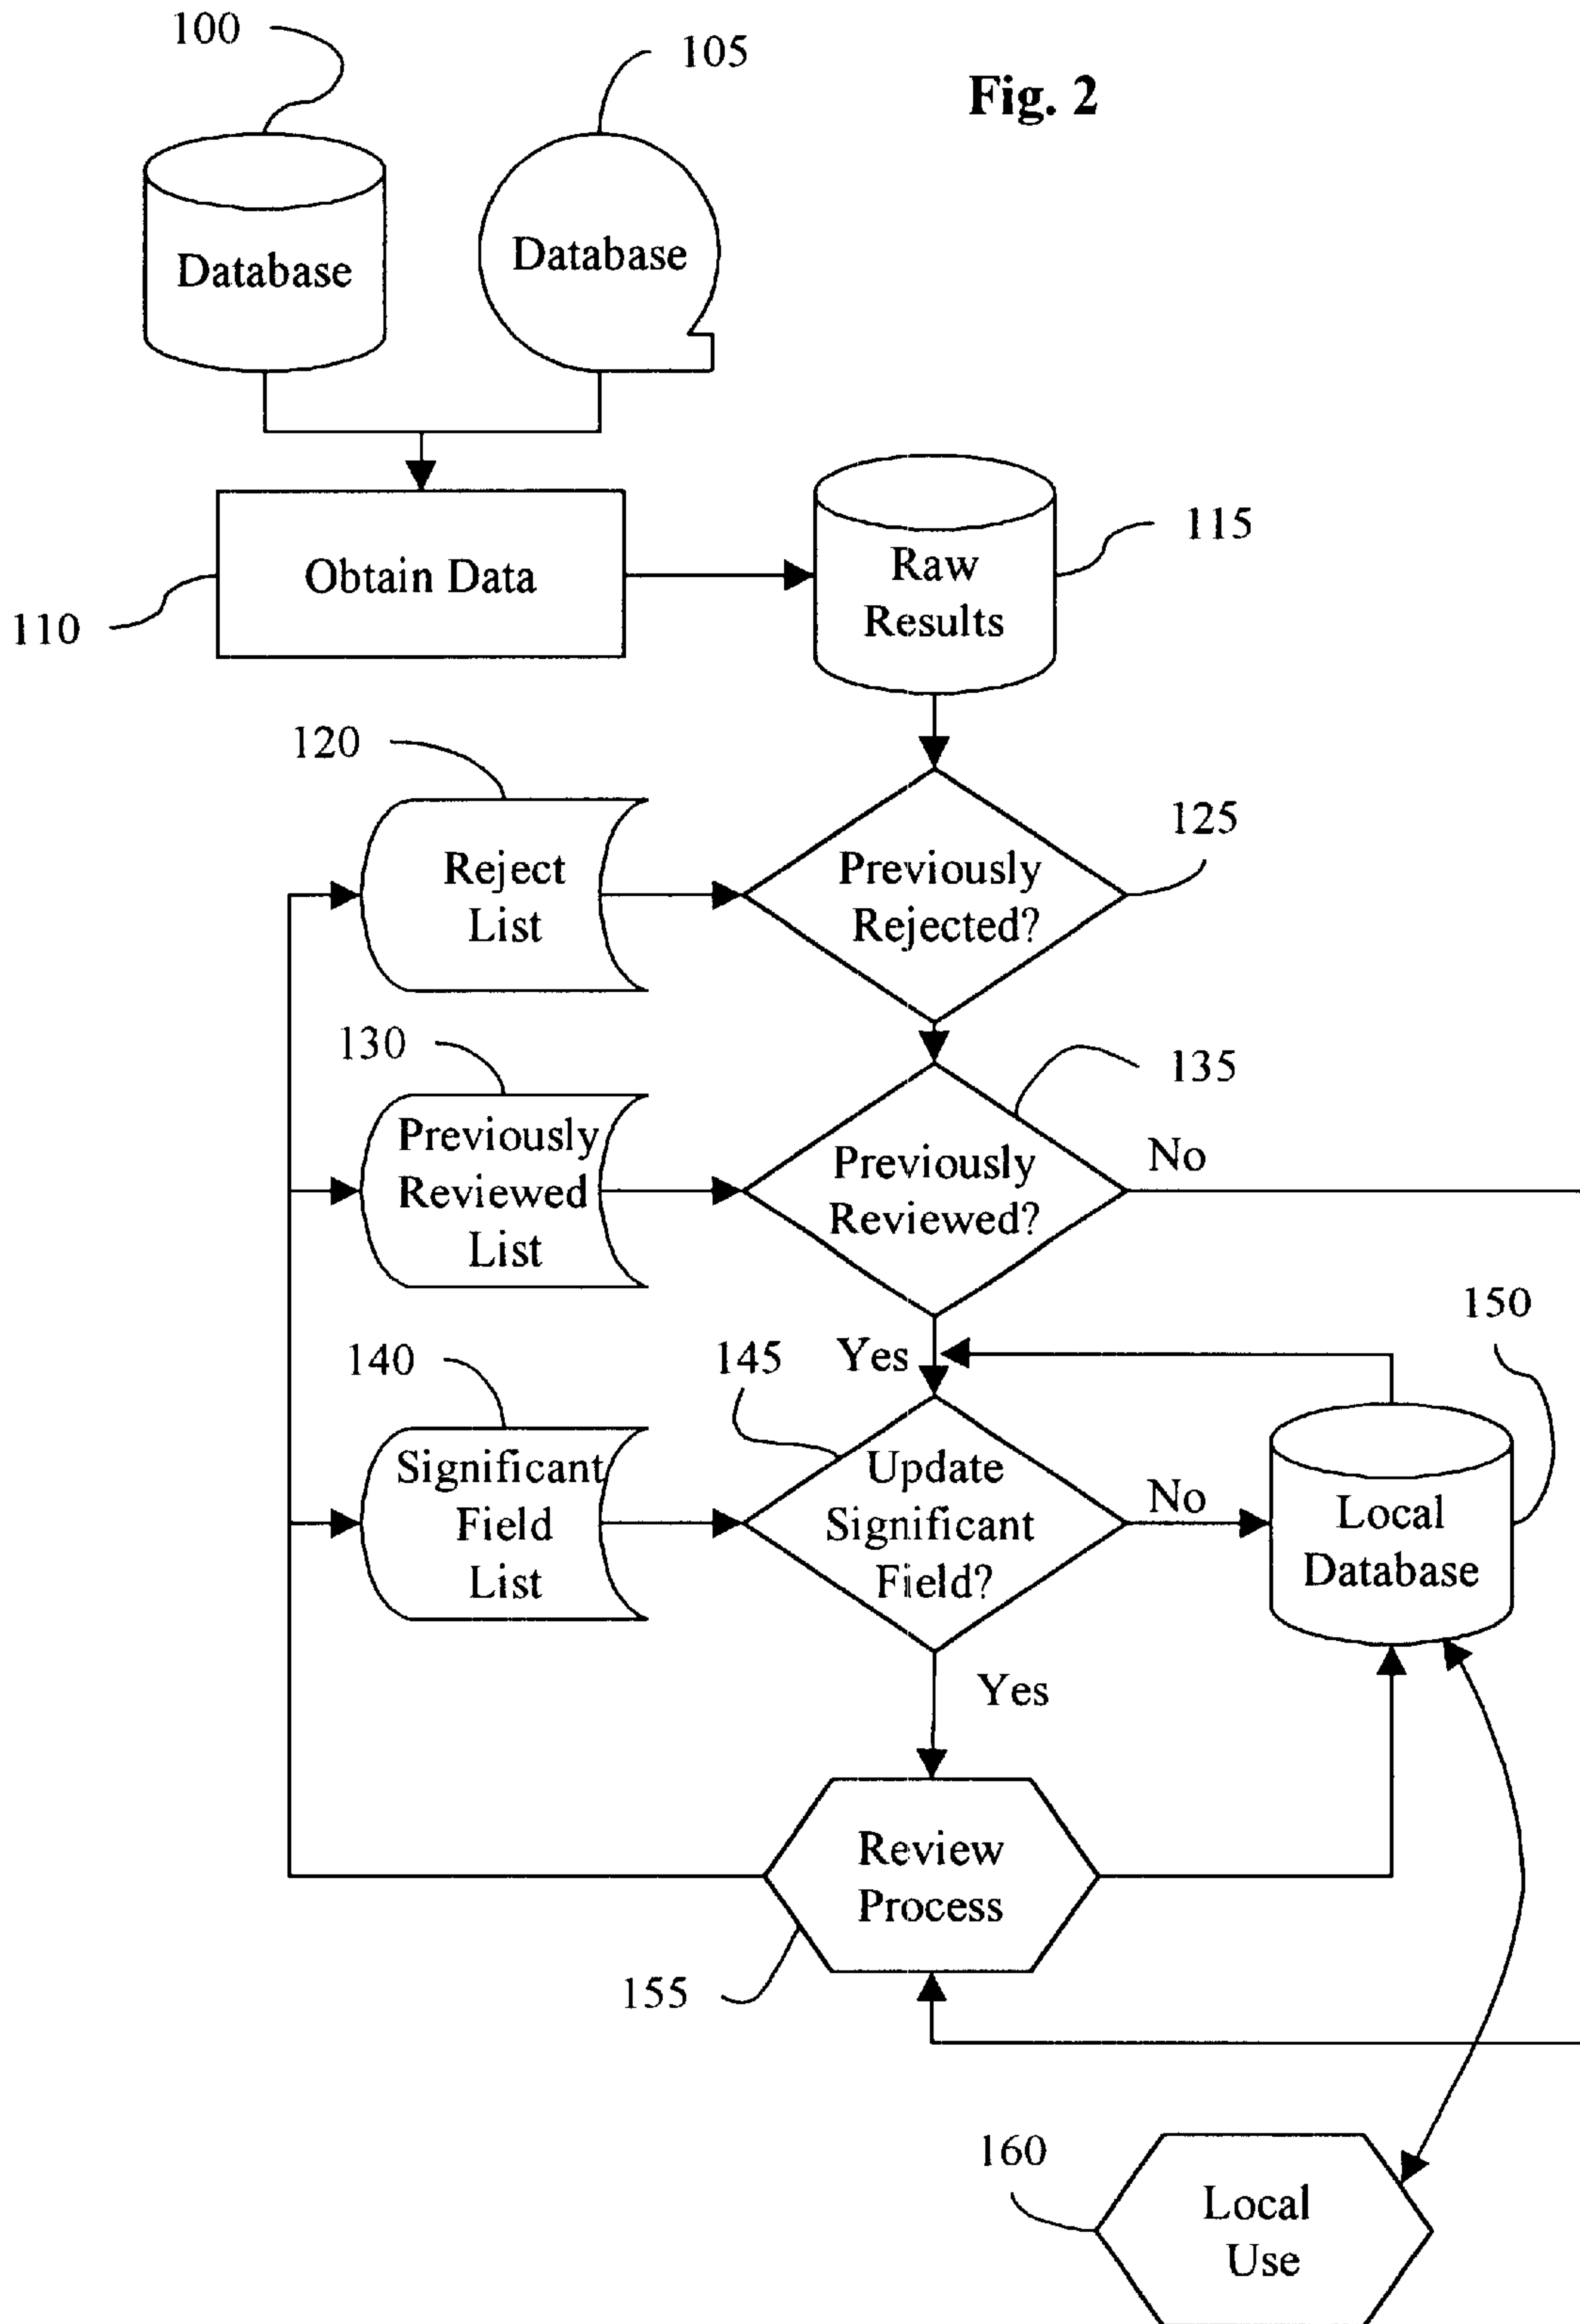 100
105
Fig. 2
Database
Database
115
Raw
Results
Obtain Data
110
120
125
Reject
List
Previously
Rejected?
130
135
Previously
Reviewed
List
Previously
Reviewed?
No
150
140
145
Yes
Significant
Field
List
Update
Significant
Field?
No
Local
Database
Yes
Review
Process
155
160
Local
Use